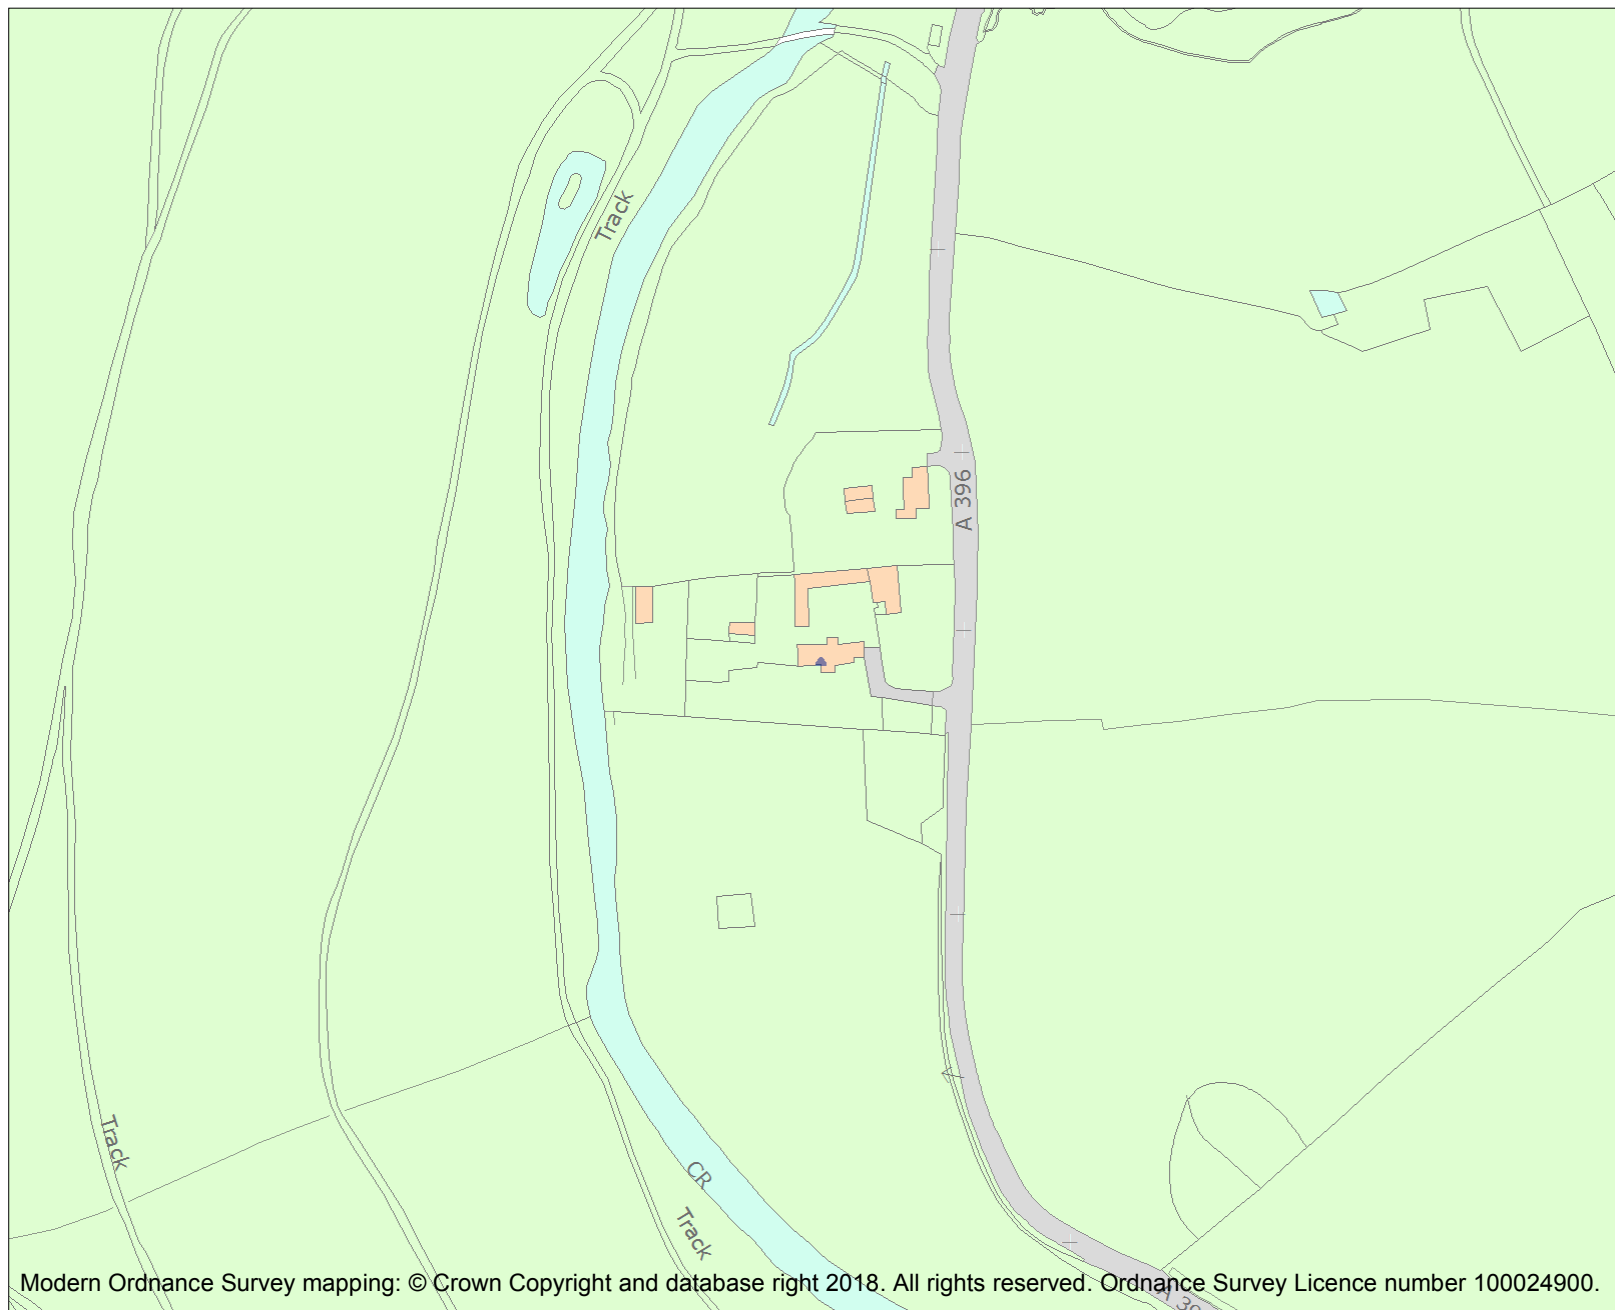 Track
A 396
Track
CR
Track
Modern Ordnance Survey mapping: © Crown Copyright and database right 2018. All rights reserved. Ordnance Survey Licence number 100024900.